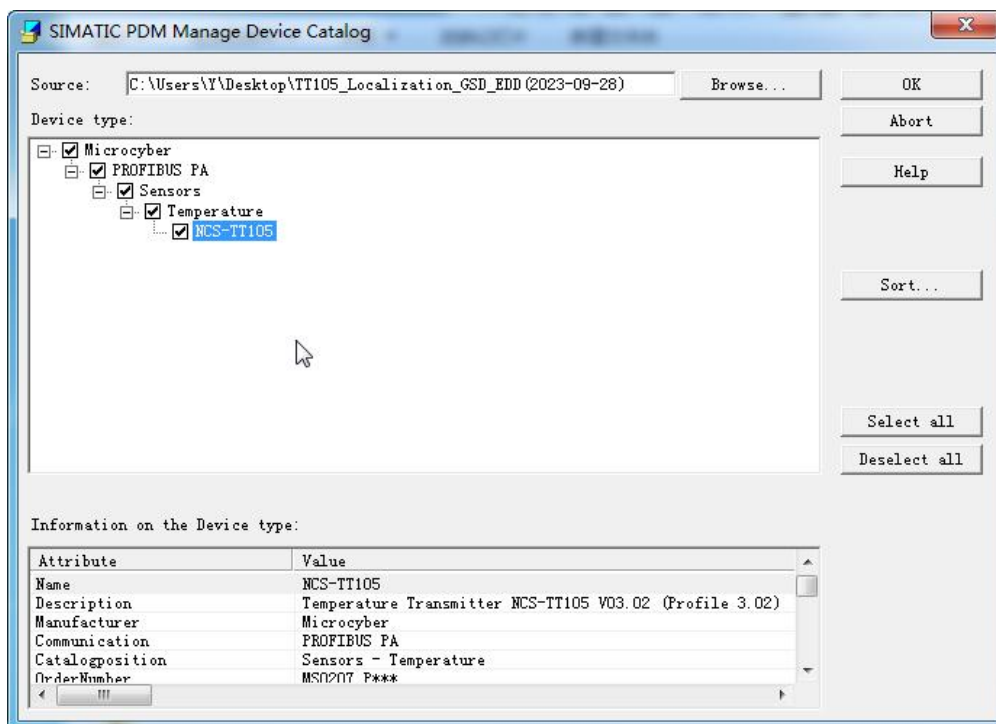 SIMATIC PDM Manage Device Catalog
Source: C:\Users\Y\Desktop\TT105_Localization_GSD_EDD(2023-09-28) Browse... OK
Device type: Abort
Microcyber
PROFIBUS PA Help
Sensors
Temperature
NCS-TT105
Sort...
Select all
Deselect all
Information on the Device type:
Attribute Value
Name NCS-TT105
Description Temperature Transmitter NCS-TT105 V03.02 (Profile 3.02)
Manufacturer Microcyber
Communication PROFIBUS PA
Catalogposition Sensors - Temperature
OrderNumber MS0207 P***